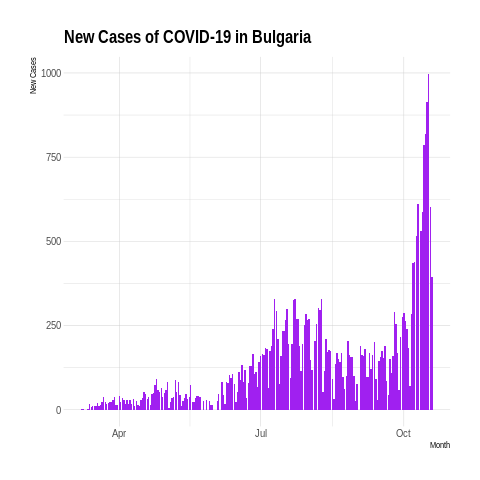 New Cases of COVID-19 in Bulgaria
New Cases
1000
750
500
250
0
Apr
Jul
Oct
Month